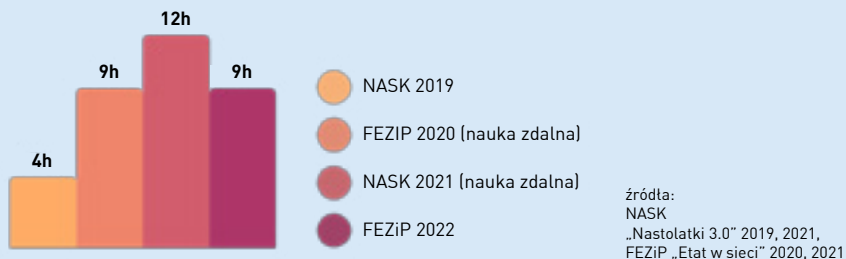 12h
9h
9h
4h
NASK 2019
FEZIP 2020 (nauka zdalna)
NASK 2021 (nauka zdalna)
FEZiP 2022
źródła:
NASK
„Nastolatki 3.0” 2019, 2021,
FEZiP „Etat w sieci” 2020, 2021